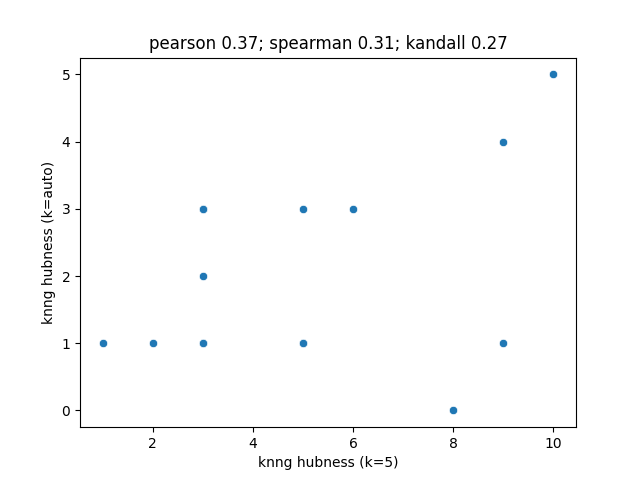 pearson 0.37; spearman 0.31; kandall 0.27
knng hubness (k=auto)
5
4
3
2
1
0
2 4 6 8 10
knng hubness (k=5)